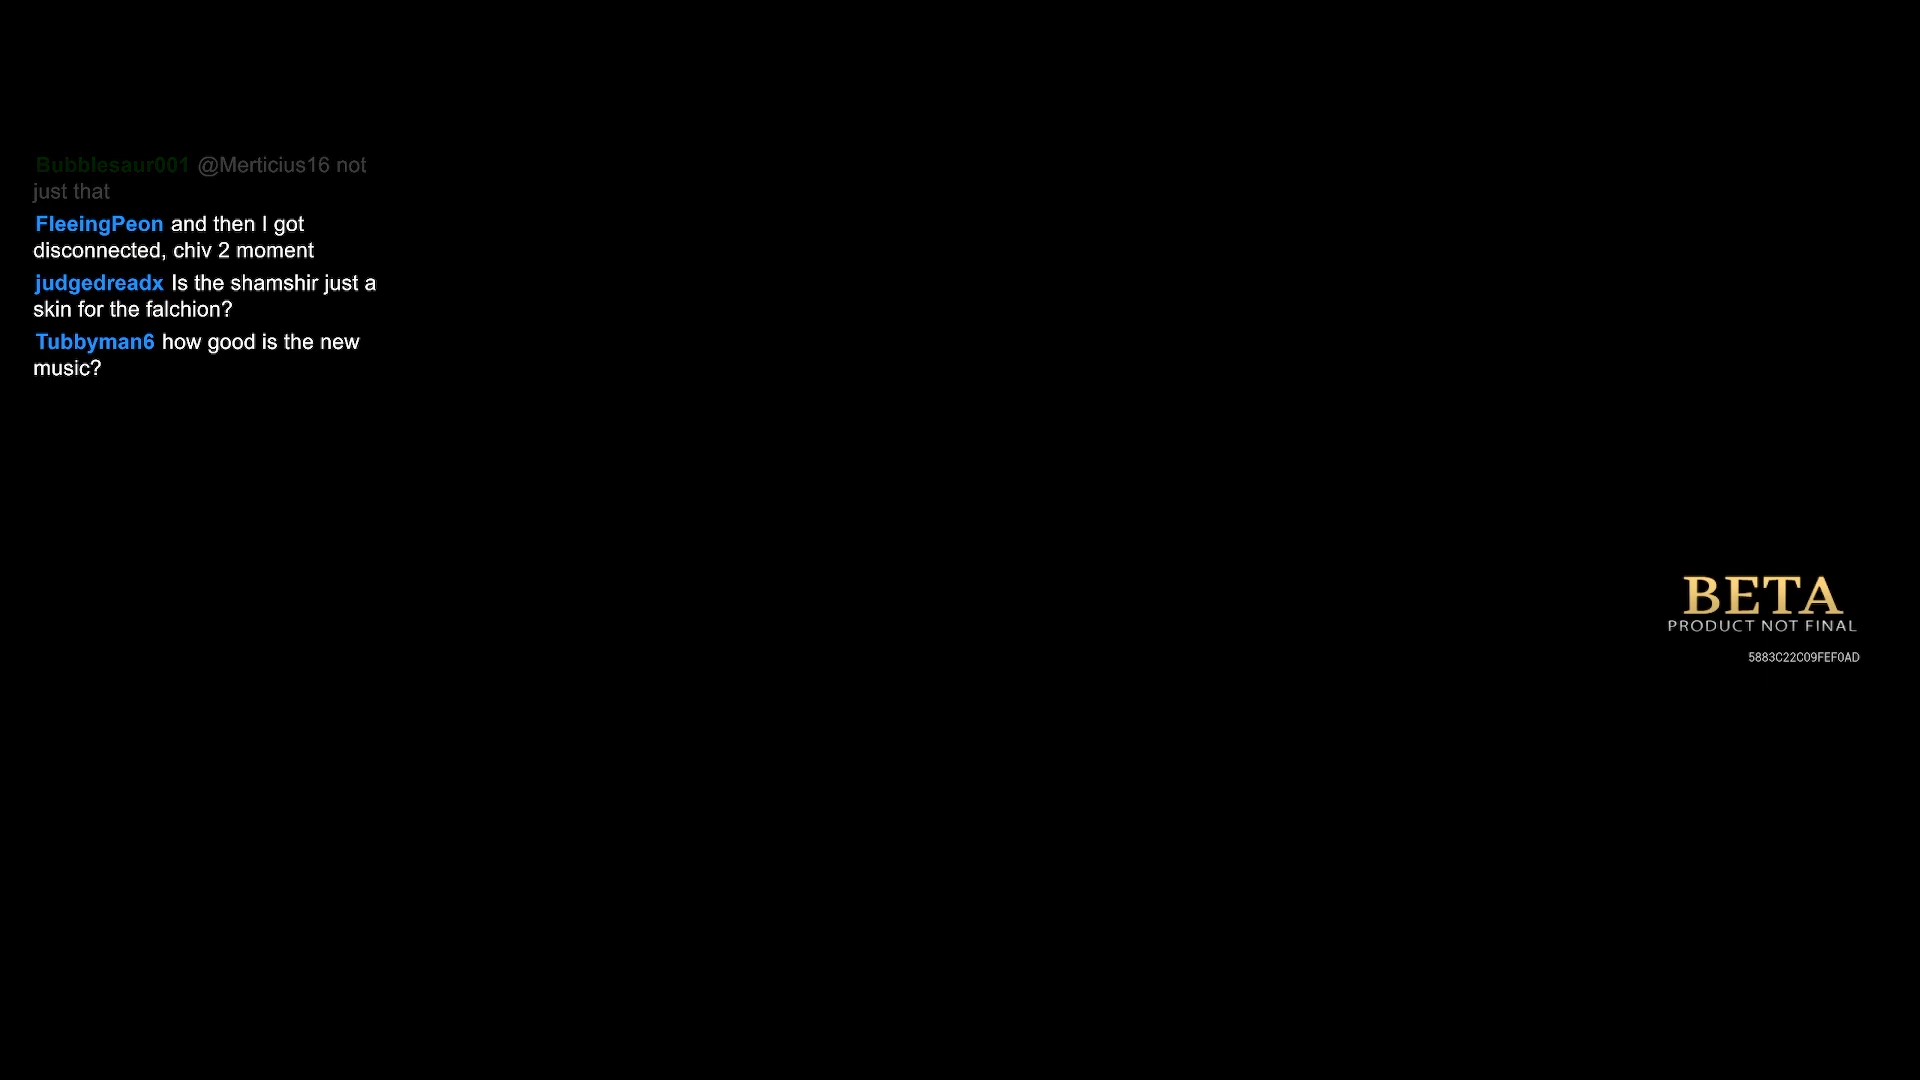 Bubblesaur001 @Merticius16 not
just that
FleeingPeon and then I got
disconnected, chiv 2 moment
judgedreadx Is the shamshir just a
skin for the falchion?
Tubbyman6 how good is the new
music?
BETA
PRODUCT NOT FINAL
5883C22C09FEF0AD